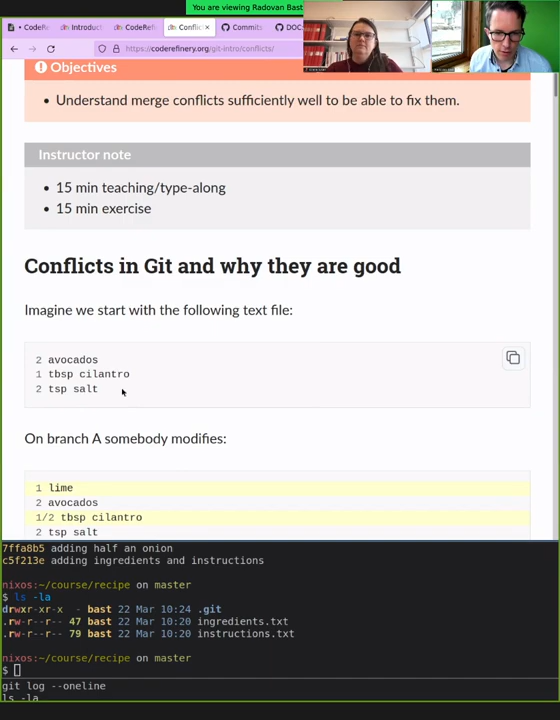 You are viewing Radovan Bast
CodeRe
Introduc
CodeRefi
Conflic
Commit
DOC
https://coderefinery.org/git-intro/conflicts/
Objectives
• Understand merge conflicts sufficiently well to be able to fix them.
Instructor note
• 15 min teaching/type-along
• 15 min exercise
Conflicts in Git and why they are good
Imagine we start with the following text file:
2 avocados
1 tbsp cilantro
2 tsp salt
On branch A somebody modifies:
1 lime
2 avocados
1/2 tbsp cilantro
2 tsp salt
7ffa8b5 adding half an onion
c5f213e adding ingredients and instructions
nixos:~/course/recipe on master
$ ls -la
drwxr-xr-x - bast 22 Mar 10:24 .git
.rw-r--r-- 47 bast 22 Mar 10:20 ingredients.txt
.rw-r--r-- 79 bast 22 Mar 10:20 instructions.txt
nixos:~/course/recipe on master
$
git log --oneline
ls -la